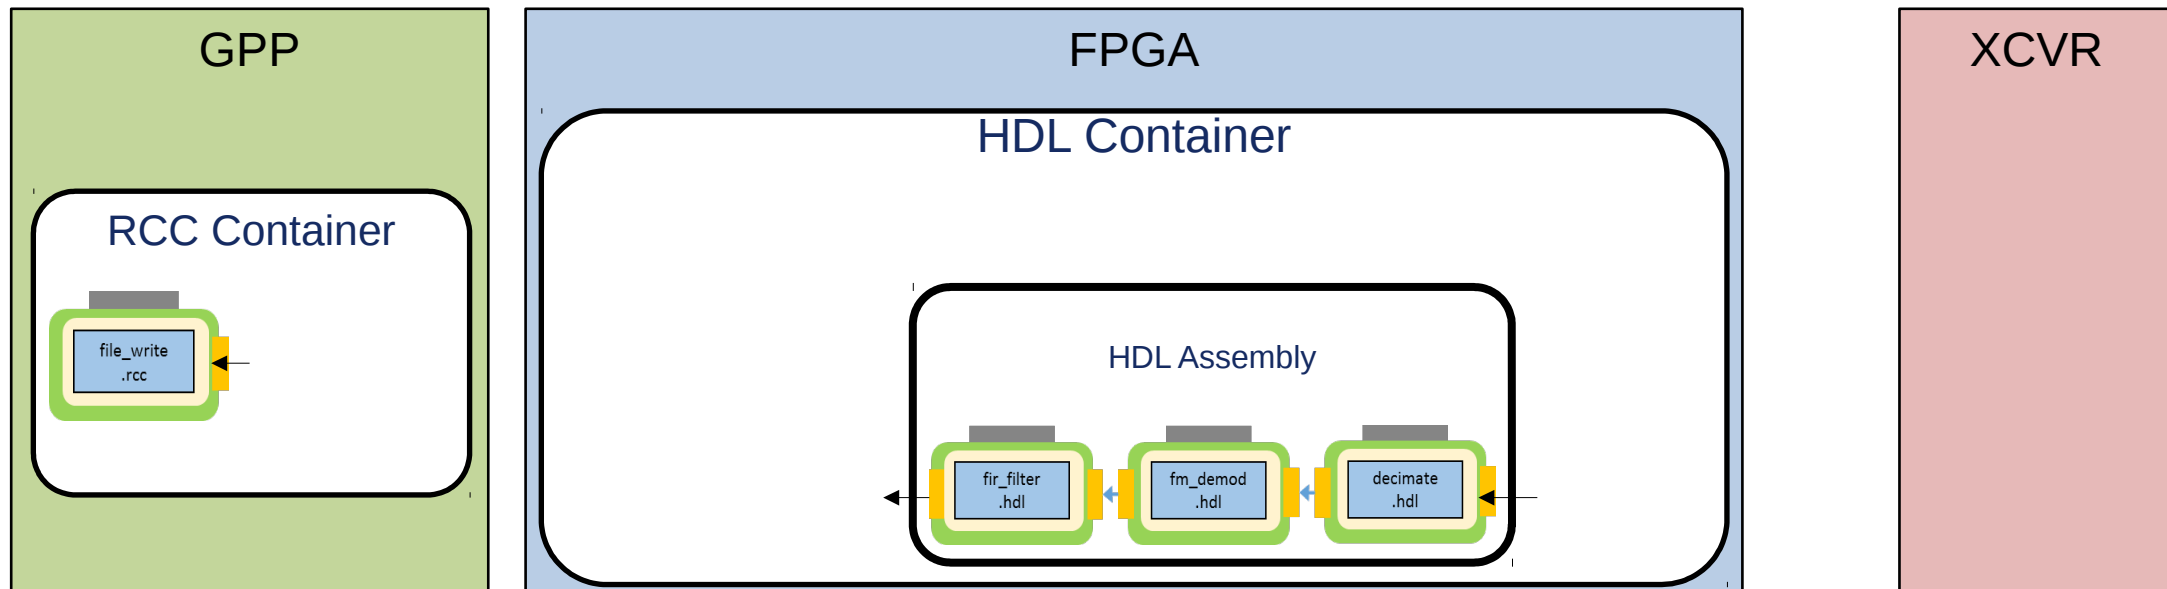 GPP
FPGA
XCVR
HDL Container
RCC Container
file_write
.rcc
HDL Assembly
fir_filter
.hdl
fm_demod
.hdl
decimate
.hdl